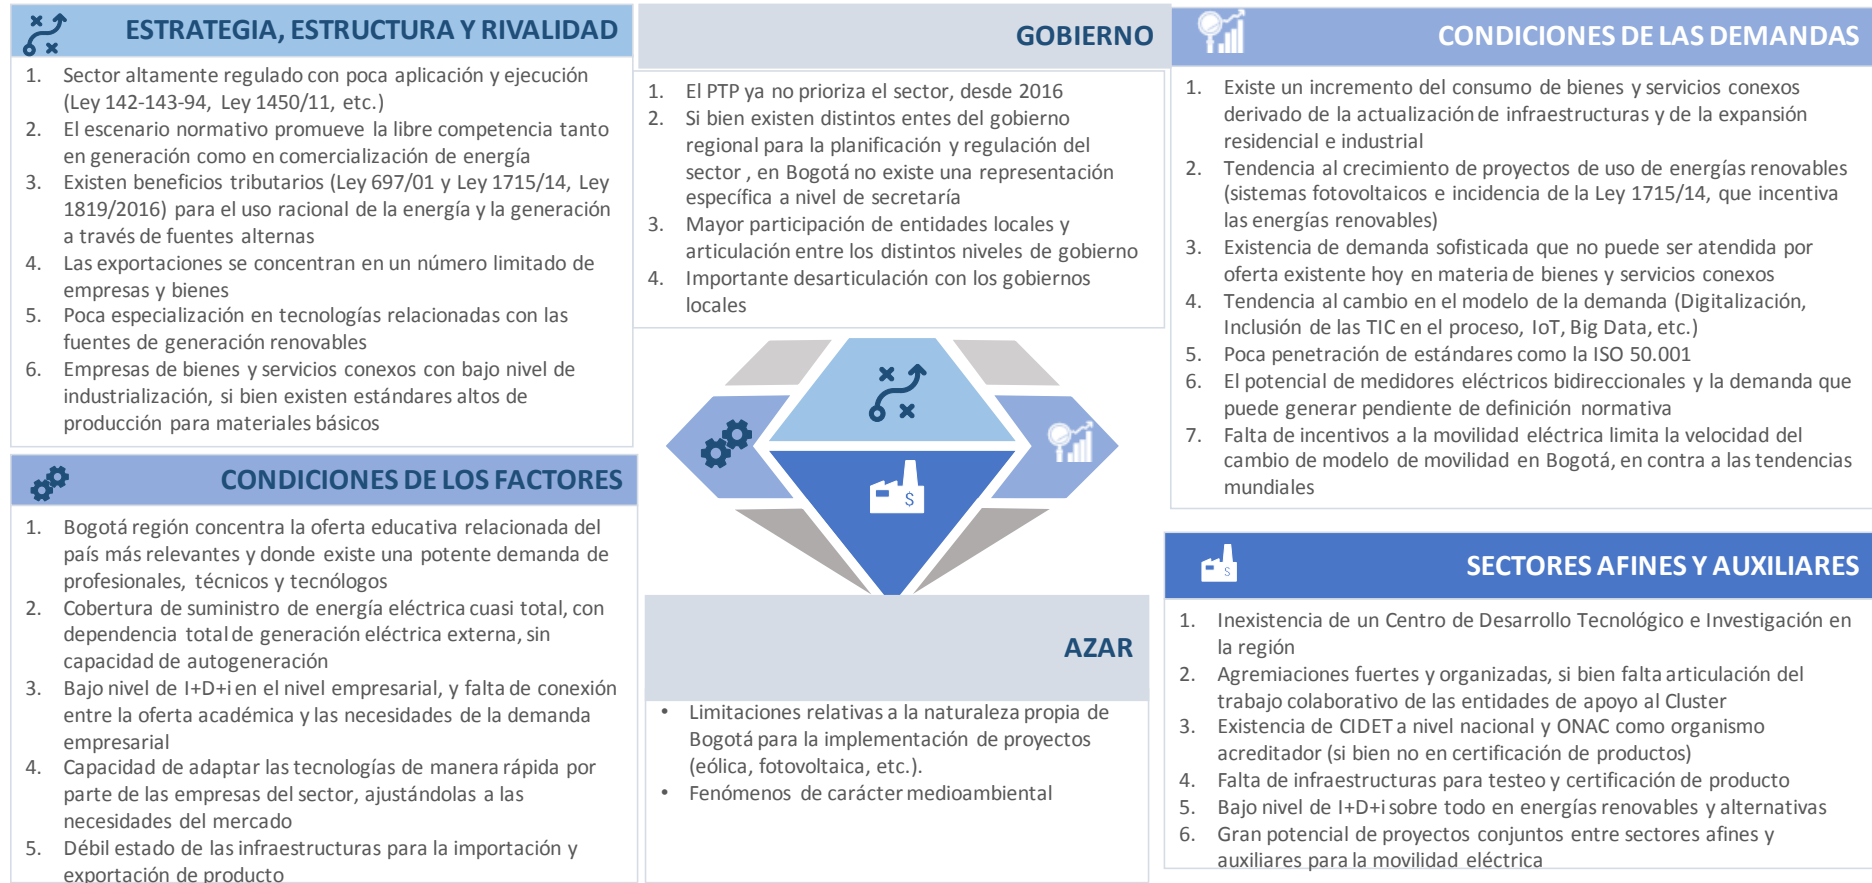 ESTRATEGIA, ESTRUCTURA Y RIVALIDAD
1. Sector altamente regulado con poca aplicación y ejecución
(Ley 142-143-94, Ley 1450/11, etc.)
2. El escenario normativo promueve la libre competencia tanto
en generación como en comercialización de energía
3. Existen beneficios tributarios (Ley 697/01 y Ley 1715/14, Ley
1819/2016) para el uso racional de la energía y la generación
a través de fuentes alternas
4. Las exportaciones se concentran en un número limitado de
empresas y bienes
5. Poca especialización en tecnologías relacionadas con las
fuentes de generación renovables
6. Empresas de bienes y servicios conexos con bajo nivel de
industrialización, si bien existen estándares altos de
producción para materiales básicos
CONDICIONES DE LOS FACTORES
1. Bogotá región concentra la oferta educativa relacionada del
país más relevantes y donde existe una potente demanda de
profesionales, técnicos y tecnólogos
2. Cobertura de suministro de energía eléctrica cuasi total, con
dependencia total de generación eléctrica externa, sin
capacidad de autogeneración
3. Bajo nivel de I+D+i en el nivel empresarial, y falta de conexión
entre la oferta académica y las necesidades de la demanda
empresarial
4. Capacidad de adaptar las tecnologías de manera rápida por
parte de las empresas del sector, ajustándolas a las
necesidades del mercado
5. Débil estado de las infraestructuras para la importación y
exportación de producto
GOBIERNO
1. El PTP ya no prioriza el sector, desde 2016
2. Si bien existen distintos entes del gobierno
regional para la planificación y regulación del
sector , en Bogotá no existe una representación
específica a nivel de secretaría
3. Mayor participación de entidades locales y
articulación entre los distintos niveles de gobierno
4. Importante desarticulación con los gobiernos
locales
$
AZAR
• Limitaciones relativas a la naturaleza propia de
Bogotá para la implementación de proyectos
(eólica, fotovoltaica, etc.).
• Fenómenos de carácter medioambiental
CONDICIONES DE LAS DEMANDAS
1. Existe un incremento del consumo de bienes y servicios conexos
derivado de la actualización de infraestructuras y de la expansión
residencial e industrial
2. Tendencia al crecimiento de proyectos de uso de energías renovables
(sistemas fotovoltaicos e incidencia de la Ley 1715/14, que incentiva
las energías renovables)
3. Existencia de demanda sofisticada que no puede ser atendida por
oferta existente hoy en materia de bienes y servicios conexos
4. Tendencia al cambio en el modelo de la demanda (Digitalización,
Inclusión de las TIC en el proceso, IoT, Big Data, etc.)
5. Poca penetración de estándares como la ISO 50.001
6. El potencial de medidores eléctricos bidireccionales y la demanda que
puede generar pendiente de definición normativa
7. Falta de incentivos a la movilidad eléctrica limita la velocidad del
cambio de modelo de movilidad en Bogotá, en contra a las tendencias
mundiales
$
SECTORES AFINES Y AUXILIARES
1. Inexistencia de un Centro de Desarrollo Tecnológico e Investigación en
la región
2. Agremiaciones fuertes y organizadas, si bien falta articulación del
trabajo colaborativo de las entidades de apoyo al Cluster
3. Existencia de CIDET a nivel nacional y ONAC como organismo
acreditador (si bien no en certificación de productos)
4. Falta de infraestructuras para testeo y certificación de producto
5. Bajo nivel de I+D+i sobre todo en energías renovables y alternativas
6. Gran potencial de proyectos conjuntos entre sectores afines y
auxiliares para la movilidad eléctrica